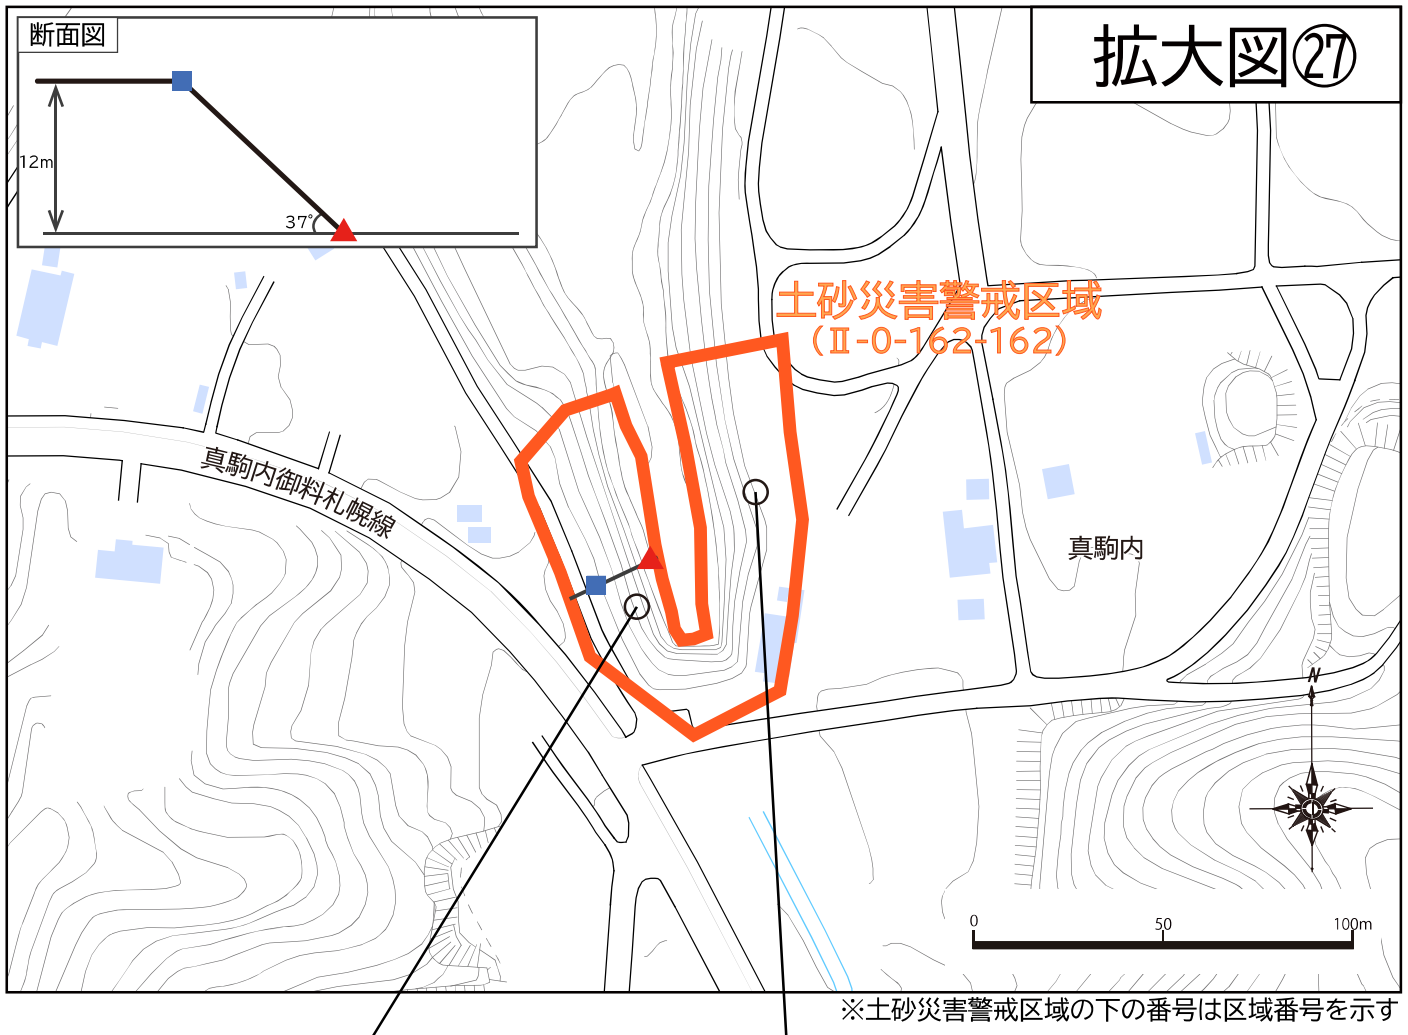 断面図
12m
37°
拡大図㉗
土砂災害警戒区域
（Ⅱ-0-162-162）
真駒内御料札幌線
真駒内
N
0 50 100m
※土砂災害警戒区域の下の番号は区域番号を示す